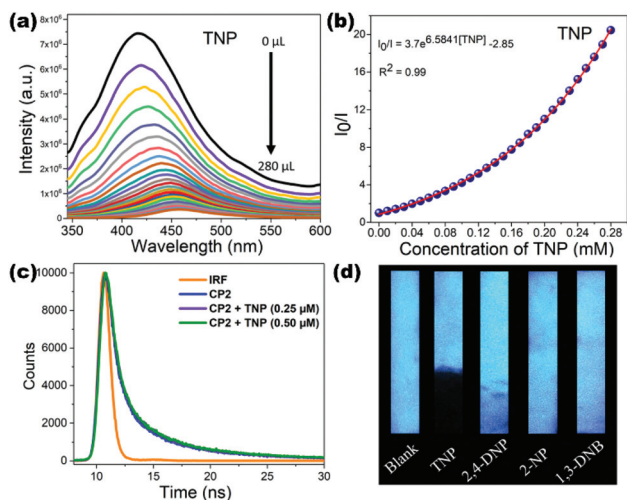 (a)
TNP
0 µL
280 µL
8x10⁶
7x10⁶
6x10⁶
5x10⁶
4x10⁶
3x10⁶
2x10⁶
1x10⁶
0
350 400 450 500 550 600
Intensity (a.u.)
Wavelength (nm)
(b)
TNP
I₀/I = 3.7e^6.5841[TNP] -2.85
R² = 0.99
20
15
10
5
0
0.00 0.04 0.08 0.12 0.16 0.20 0.24 0.28
I₀/I
Concentration of TNP (mM)
(c)
IRF
CP2
CP2 + TNP (0.25 µM)
CP2 + TNP (0.50 µM)
10000
8000
6000
4000
2000
0
10 15 20 25 30
Counts
Time (ns)
(d)
Blank
TNP
2,4-DNP
2-NP
1,3-DNB